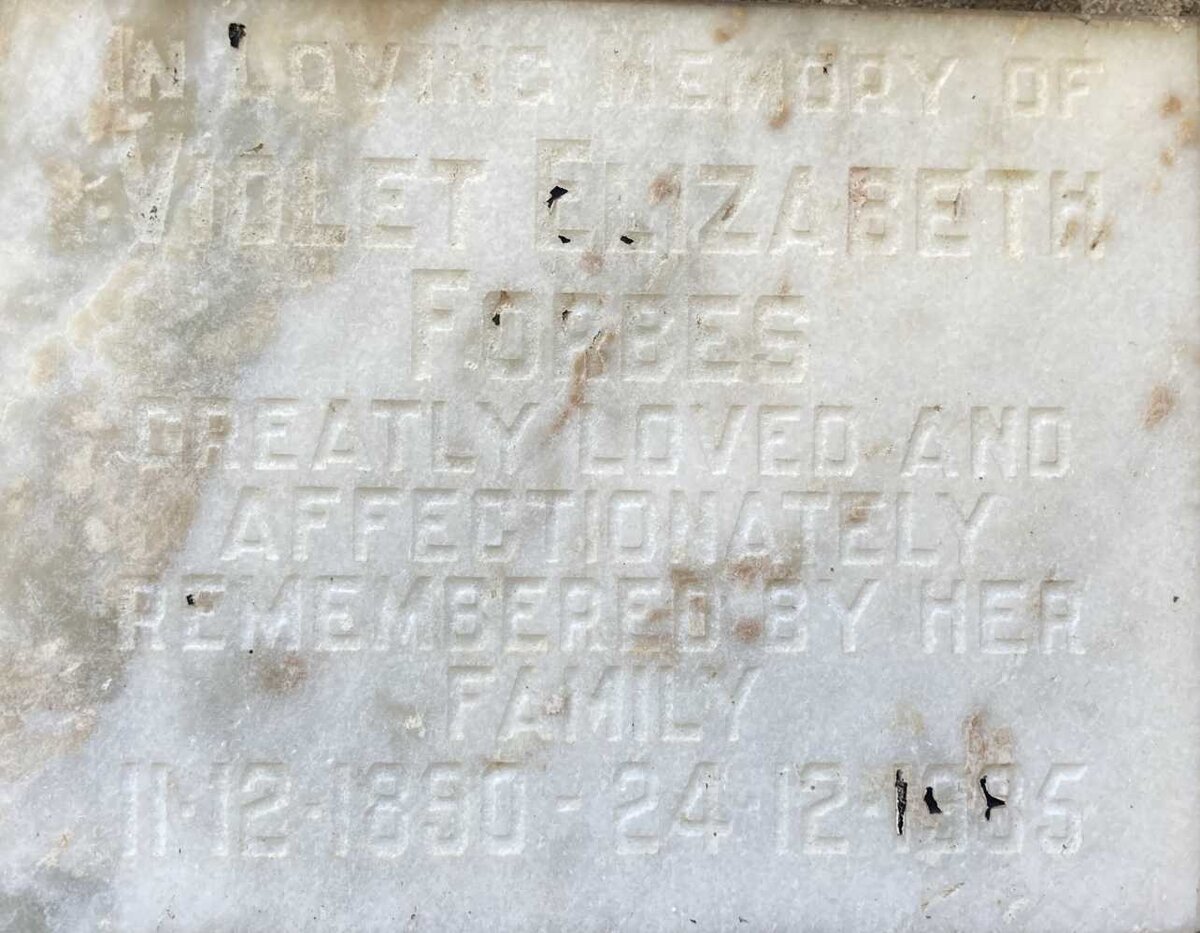 IN LOVING MEMORY OF
VIOLET ELIZABETH
FORBES
GREATLY LOVED AND
AFFECTIONATELY
REMEMBERED BY HER
FAMILY
11·12·1890 - 24·12·1985